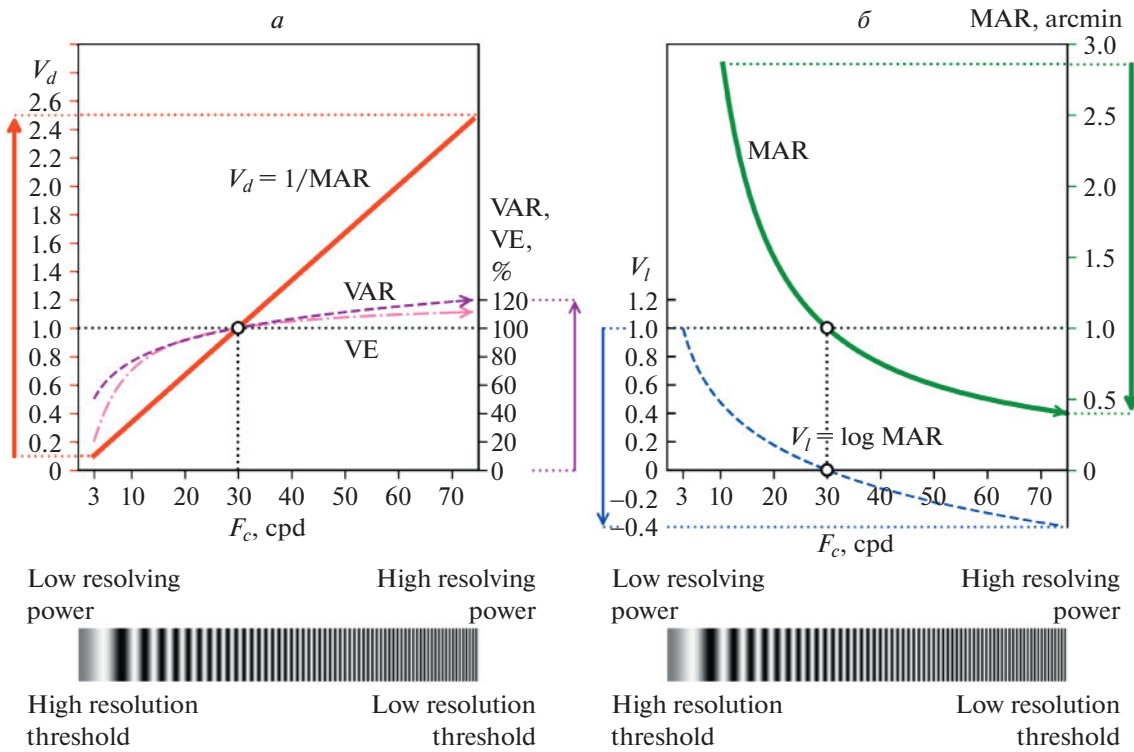 а
V_d
2.6
2.4
2.2
2.0
1.8
1.6
1.4
1.2
1.0
0.8
0.6
0.4
0.2
0
V_d = 1/MAR
VAR
VE
VAR,
VE,
%
120
100
80
60
40
20
0
3 10 20 30 40 50 60 70
F_c, cpd
Low resolving
power
High resolving
power
High resolution
threshold
Low resolution
threshold
б
MAR, arcmin
3.0
2.5
2.0
1.5
1.0
0.5
0
MAR
V_l
1.2
1.0
0.8
0.6
0.4
0.2
0
−0.2
−0.4
V_l = log MAR
3 10 20 30 40 50 60 70
F_c, cpd
Low resolving
power
High resolving
power
High resolution
threshold
Low resolution
threshold